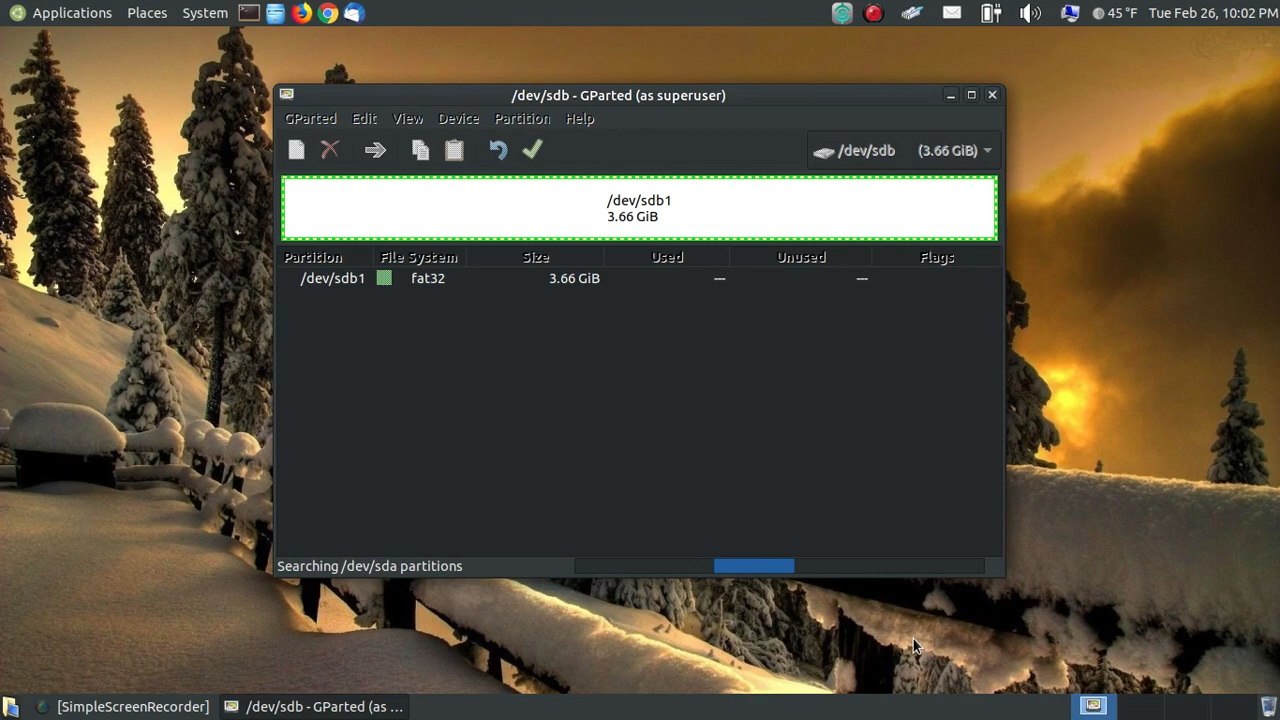 Applications Places System 45 °F Tue Feb 26, 10:02 PM
/dev/sdb - GParted (as superuser)
GParted Edit View Device Partition Help
/dev/sdb (3.66 GiB)
/dev/sdb1
3.66 GiB
Partition File System Size Used Unused Flags
/dev/sdb1 fat32 3.66 GiB --- ---
Searching /dev/sda partitions
[SimpleScreenRecorder] /dev/sdb - GParted (as ...